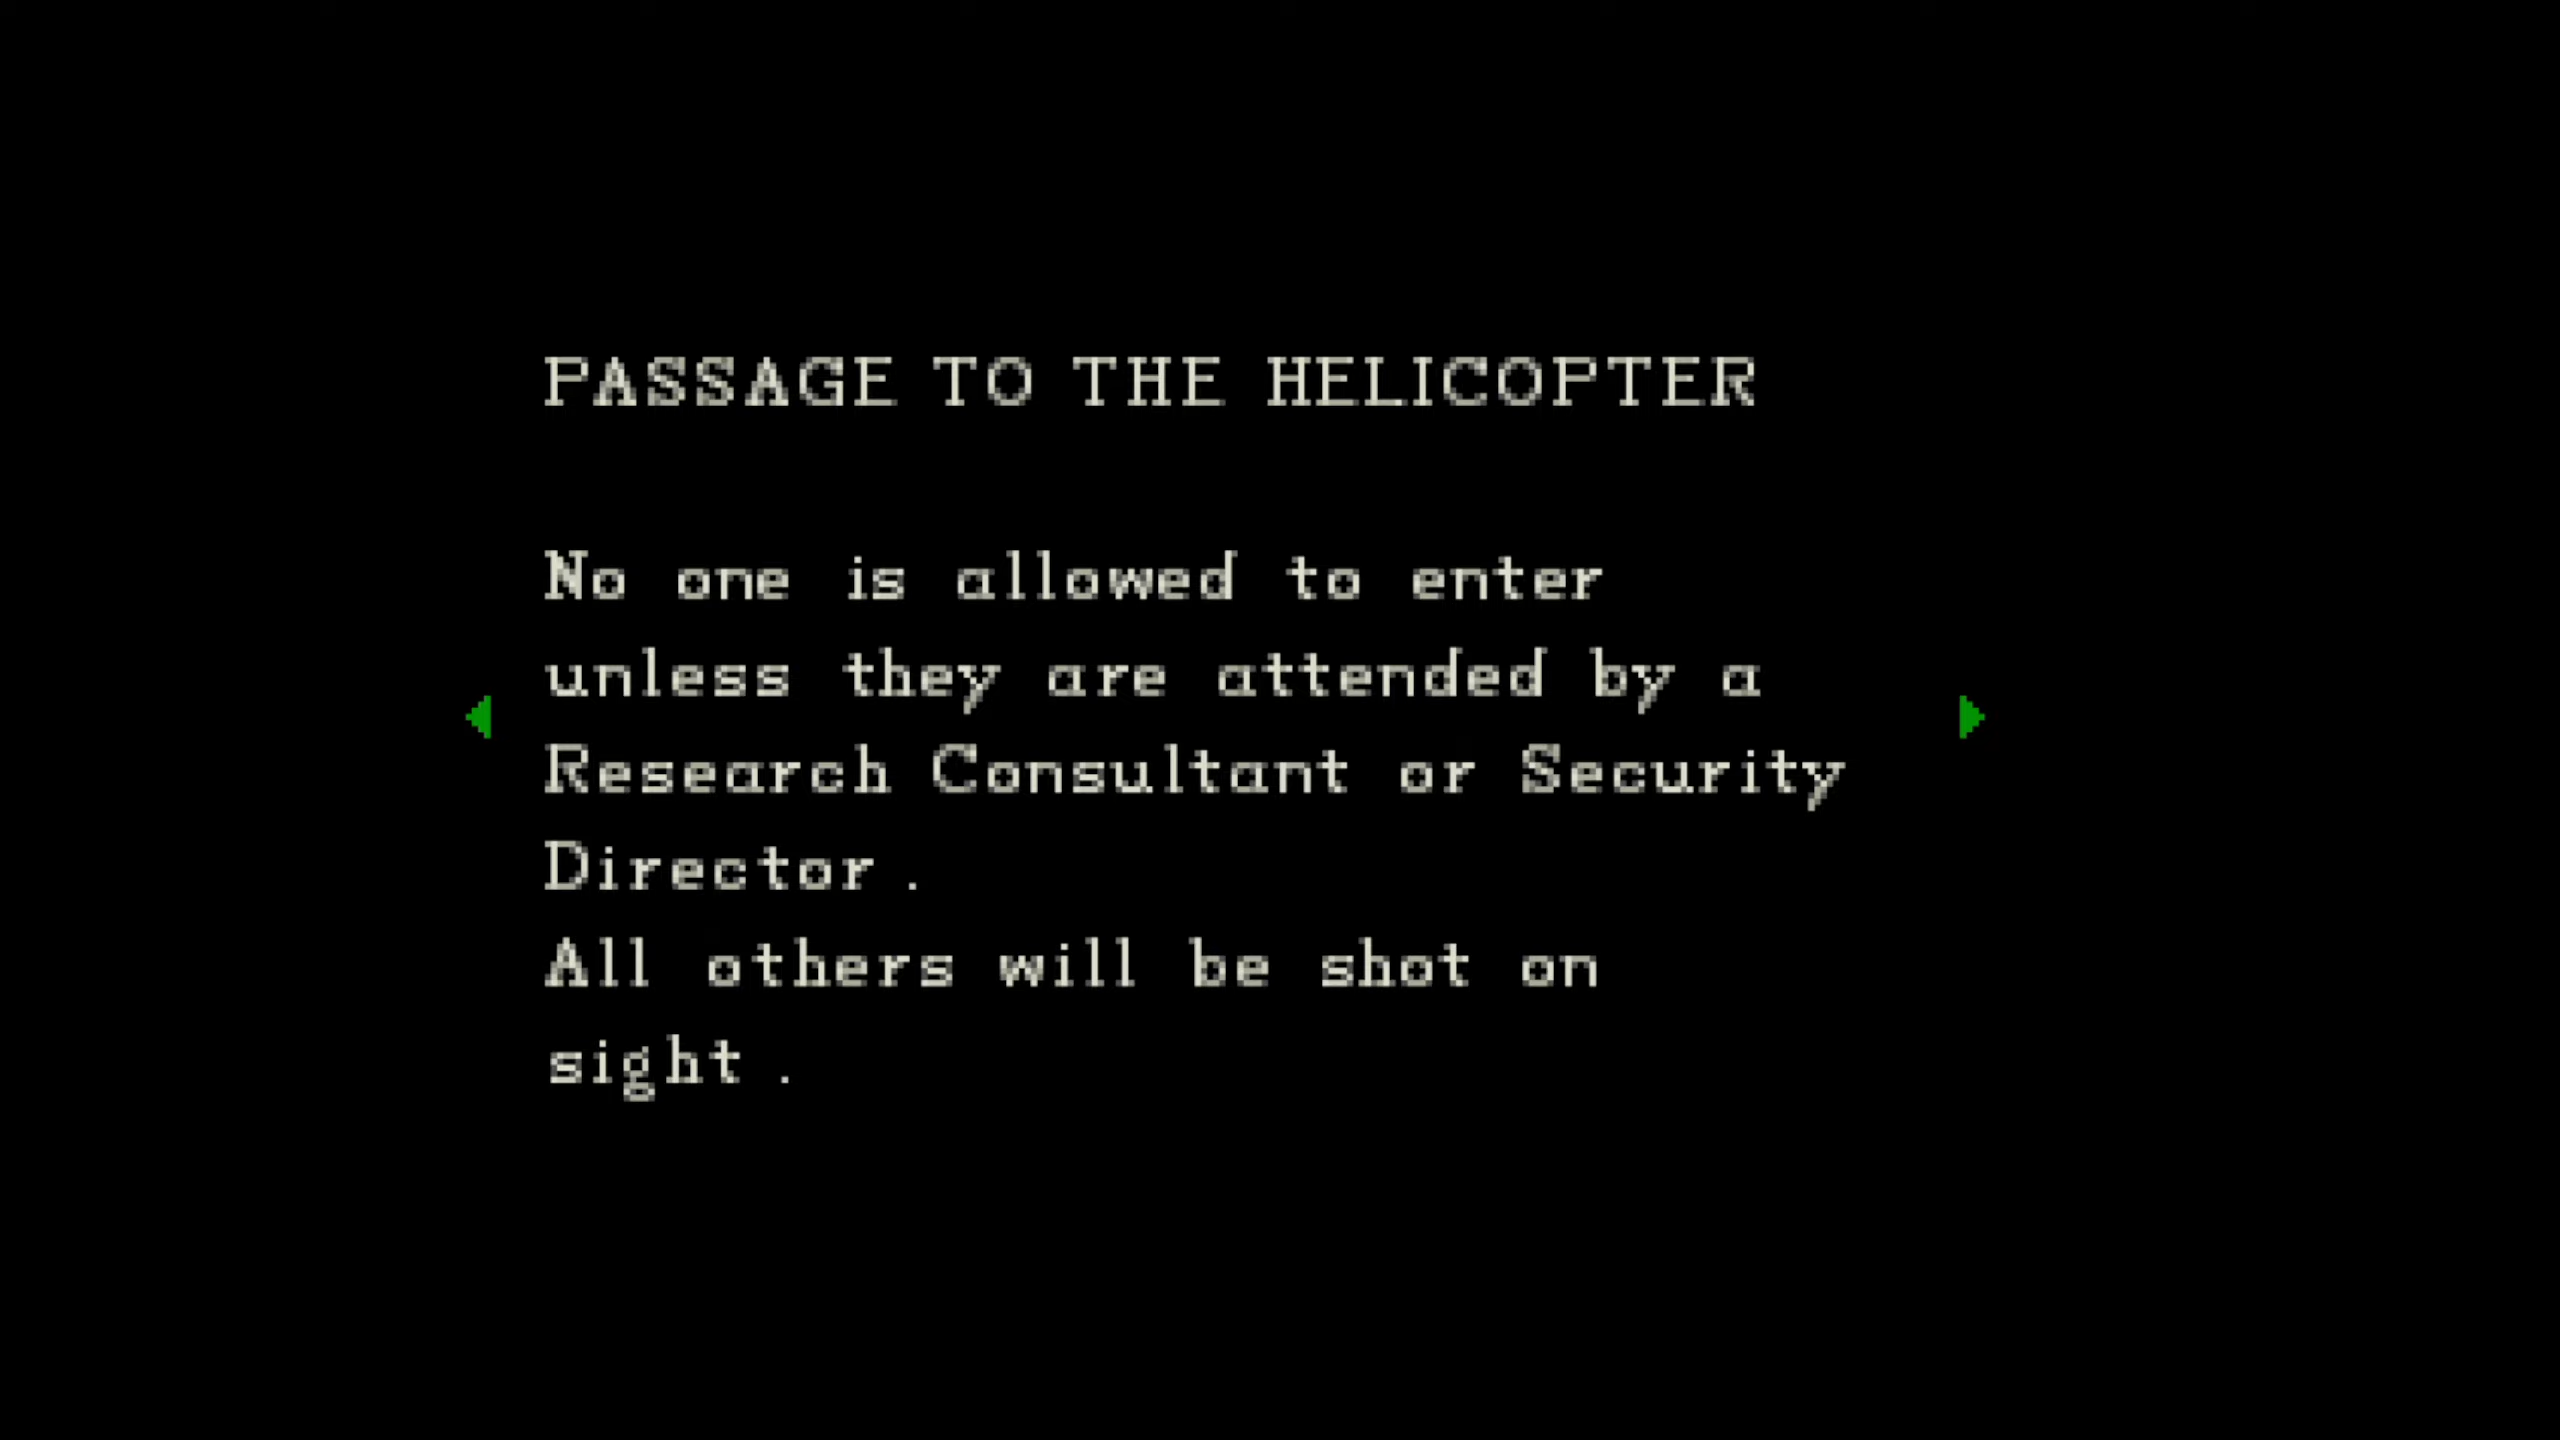 PASSAGE TO THE HELICOPTER
No one is allowed to enter
unless they are attended by a
Research Consultant or Security
Director.
All others will be shot on
sight.